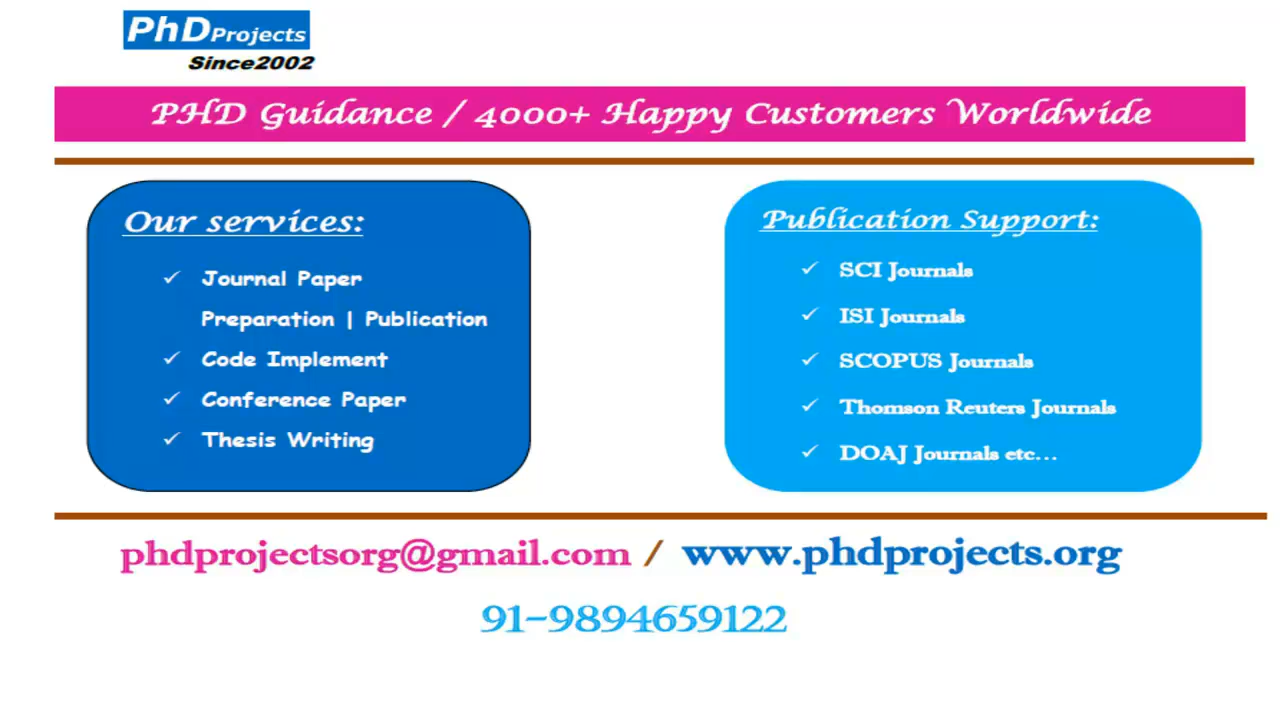 PhDProjects
Since2002
PHD Guidance / 4000+ Happy Customers Worldwide
Our services:
✓ Journal Paper
Preparation | Publication
✓ Code Implement
✓ Conference Paper
✓ Thesis Writing
Publication Support:
✓ SCI Journals
✓ ISI Journals
✓ SCOPUS Journals
✓ Thomson Reuters Journals
✓ DOAJ Journals etc...
phdprojectsorg@gmail.com / www.phdprojects.org
91-9894659122